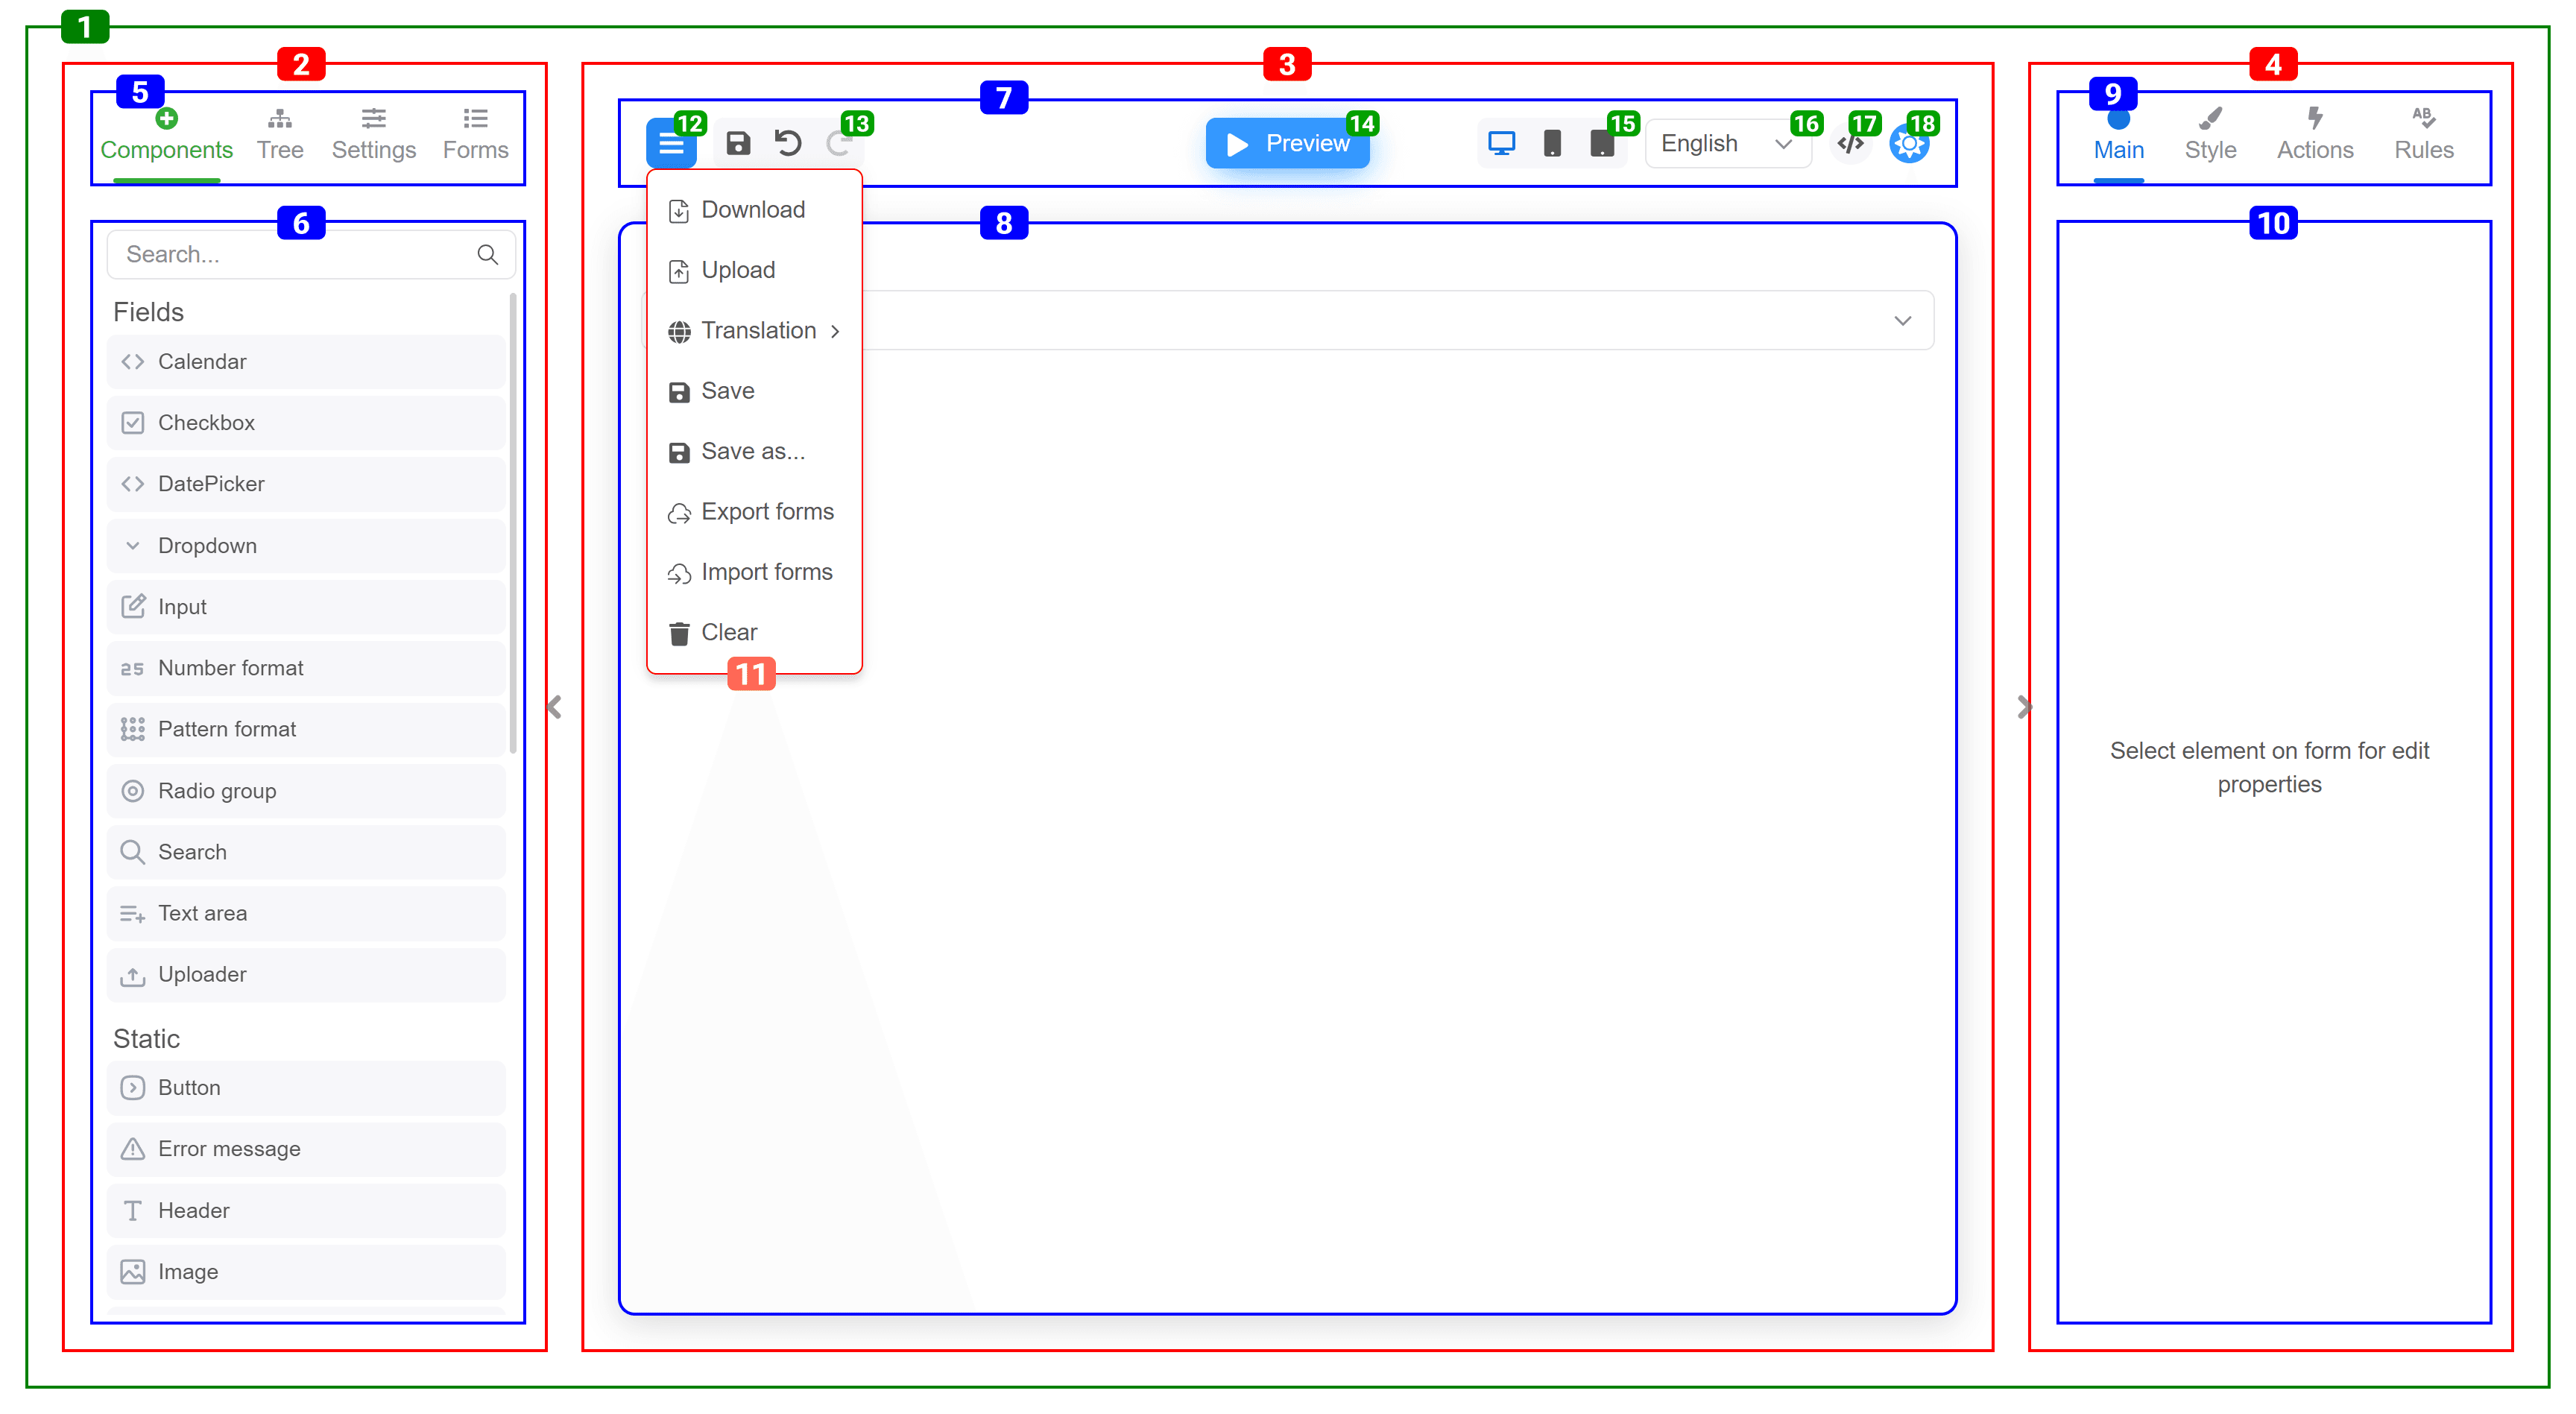 1
2
3
4
5
Components
Tree
Settings
Forms
6
Search...
Fields
Calendar
Checkbox
DatePicker
Dropdown
Input
25 Number format
Pattern format
Radio group
Search
Text area
Uploader
Static
Button
Error message
Header
Image
7
12
13
Preview 14
15
English 16
17
18
8
Download
Upload
Translation
Save
Save as...
Export forms
Import forms
Clear
11
9
Main
Style
Actions
AB
Rules
10
Select element on form for edit
properties